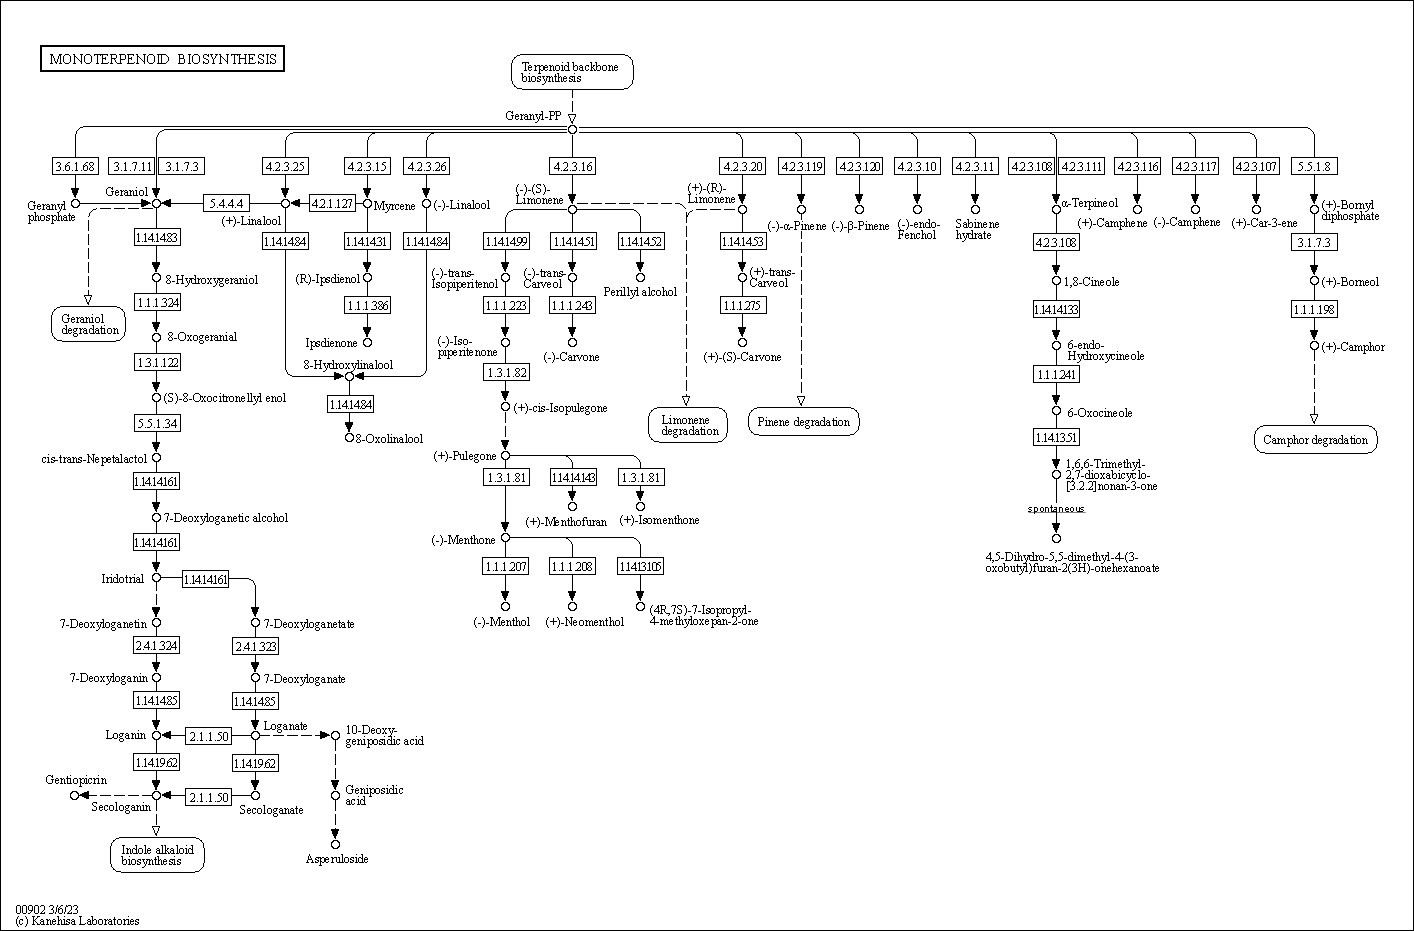 MONOTERPENOID BIOSYNTHESIS
Terpenoid backbone
biosynthesis
Geranyl-PP
3.6.1.68
3.1.7.11
3.1.7.3
4.2.3.25
4.2.3.15
4.2.3.26
4.2.3.16
4.2.3.20
4.2.3.119
4.2.3.120
4.2.3.10
4.2.3.11
4.2.3.108
4.2.3.111
4.2.3.116
4.2.3.117
4.2.3.107
5.5.1.8
Geranyl
phosphate
Geraniol
5.4.4.4
(+)-Linalool
4.2.1.127
Myrcene
(-)-Linalool
(-)-(S)-
Limonene
(+)-(R)-
Limonene
(-)-α-Pinene
(-)-β-Pinene
(-)-endo-
Fenchol
Sabinene
hydrate
α-Terpineol
(+)-Camphene
(-)-Camphene
(+)-Car-3-ene
(+)-Bornyl
diphosphate
1.14.14.83
1.14.14.84
1.14.14.31
1.14.14.84
1.14.14.99
1.14.14.51
1.14.14.52
1.14.14.53
4.2.3.108
3.1.7.3
8-Hydroxygeraniol
(R)-Ipsdienol
(-)-trans-
Isopiperitenol
(-)-trans-
Carveol
Perillyl alcohol
(+)-trans-
Carveol
1,8-Cineole
(+)-Borneol
1.1.1.324
1.1.1.386
1.1.1.223
1.1.1.243
1.1.1.275
1.14.14.133
1.1.1.198
Geraniol
degradation
8-Oxogeranial
Ipsdienone
(-)-Iso-
piperitenone
(-)-Carvone
(+)-(S)-Carvone
6-endo-
Hydroxycineole
(+)-Camphor
1.3.1.122
8-Hydroxylinalool
1.3.1.82
1.1.1.241
(S)-8-Oxocitronellyl enol
1.14.14.84
(+)-cis-Isopulegone
Limonene
degradation
Pinene degradation
6-Oxocineole
Camphor degradation
5.5.1.34
8-Oxolinalool
1.14.13.51
cis-trans-Nepetalactol
(+)-Pulegone
1,6,6-Trimethyl-
2,7-dioxabicyclo-
[3.2.2]nonan-3-one
1.14.14.161
1.3.1.81
1.14.14.143
1.3.1.81
7-Deoxyloganetic alcohol
(+)-Menthofuran
(+)-Isomenthone
spontaneous
1.14.14.161
(-)-Menthone
4,5-Dihydro-5,5-dimethyl-4-(3-
oxobutyl)furan-2(3H)-onehexanoate
Iridotrial
1.14.14.161
1.1.1.207
1.1.1.208
1.14.13.105
7-Deoxyloganetin
7-Deoxyloganetate
(-)-Menthol
(+)-Neomenthol
(4R,7S)-7-Isopropyl-
4-methyloxepan-2-one
2.4.1.324
2.4.1.323
7-Deoxyloganin
7-Deoxyloganate
1.14.14.85
1.14.14.85
Loganin
2.1.1.50
Loganate
10-Deoxy-
geniposidic acid
1.14.19.62
1.14.19.62
Gentiopicrin
Secologanin
2.1.1.50
Secologanate
Geniposidic
acid
Indole alkaloid
biosynthesis
Asperuloside
00902 3/6/23
(c) Kanehisa Laboratories